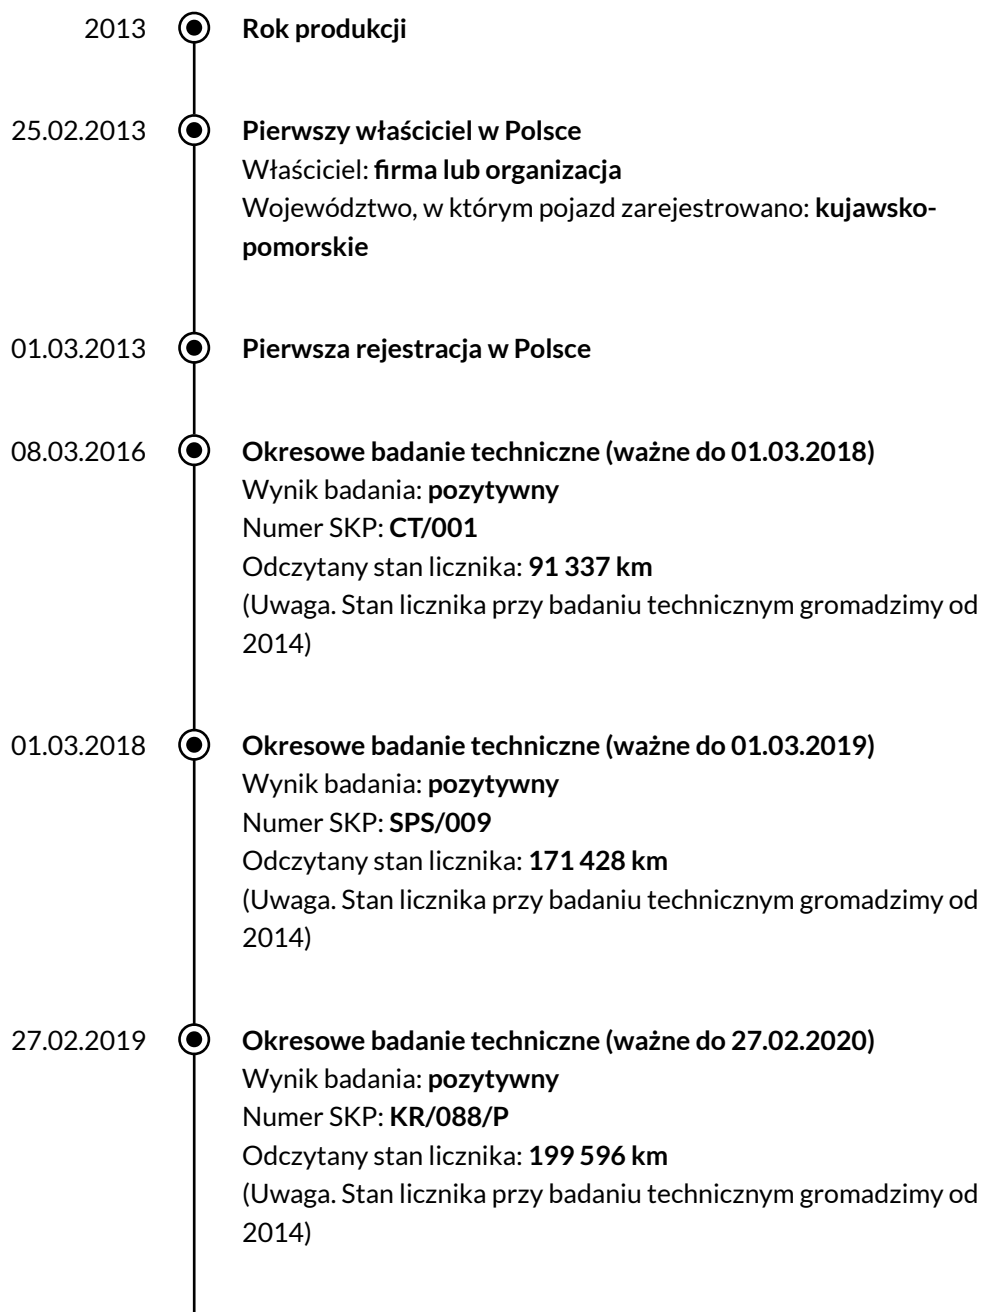 2013 Rok produkcji
25.02.2013 Pierwszy właściciel w Polsce
Właściciel: firma lub organizacja
Województwo, w którym pojazd zarejestrowano: kujawsko-
pomorskie
01.03.2013 Pierwsza rejestracja w Polsce
08.03.2016 Okresowe badanie techniczne (ważne do 01.03.2018)
Wynik badania: pozytywny
Numer SKP: CT/001
Odczytany stan licznika: 91 337 km
(Uwaga. Stan licznika przy badaniu technicznym gromadzimy od
2014)
01.03.2018 Okresowe badanie techniczne (ważne do 01.03.2019)
Wynik badania: pozytywny
Numer SKP: SPS/009
Odczytany stan licznika: 171 428 km
(Uwaga. Stan licznika przy badaniu technicznym gromadzimy od
2014)
27.02.2019 Okresowe badanie techniczne (ważne do 27.02.2020)
Wynik badania: pozytywny
Numer SKP: KR/088/P
Odczytany stan licznika: 199 596 km
(Uwaga. Stan licznika przy badaniu technicznym gromadzimy od
2014)